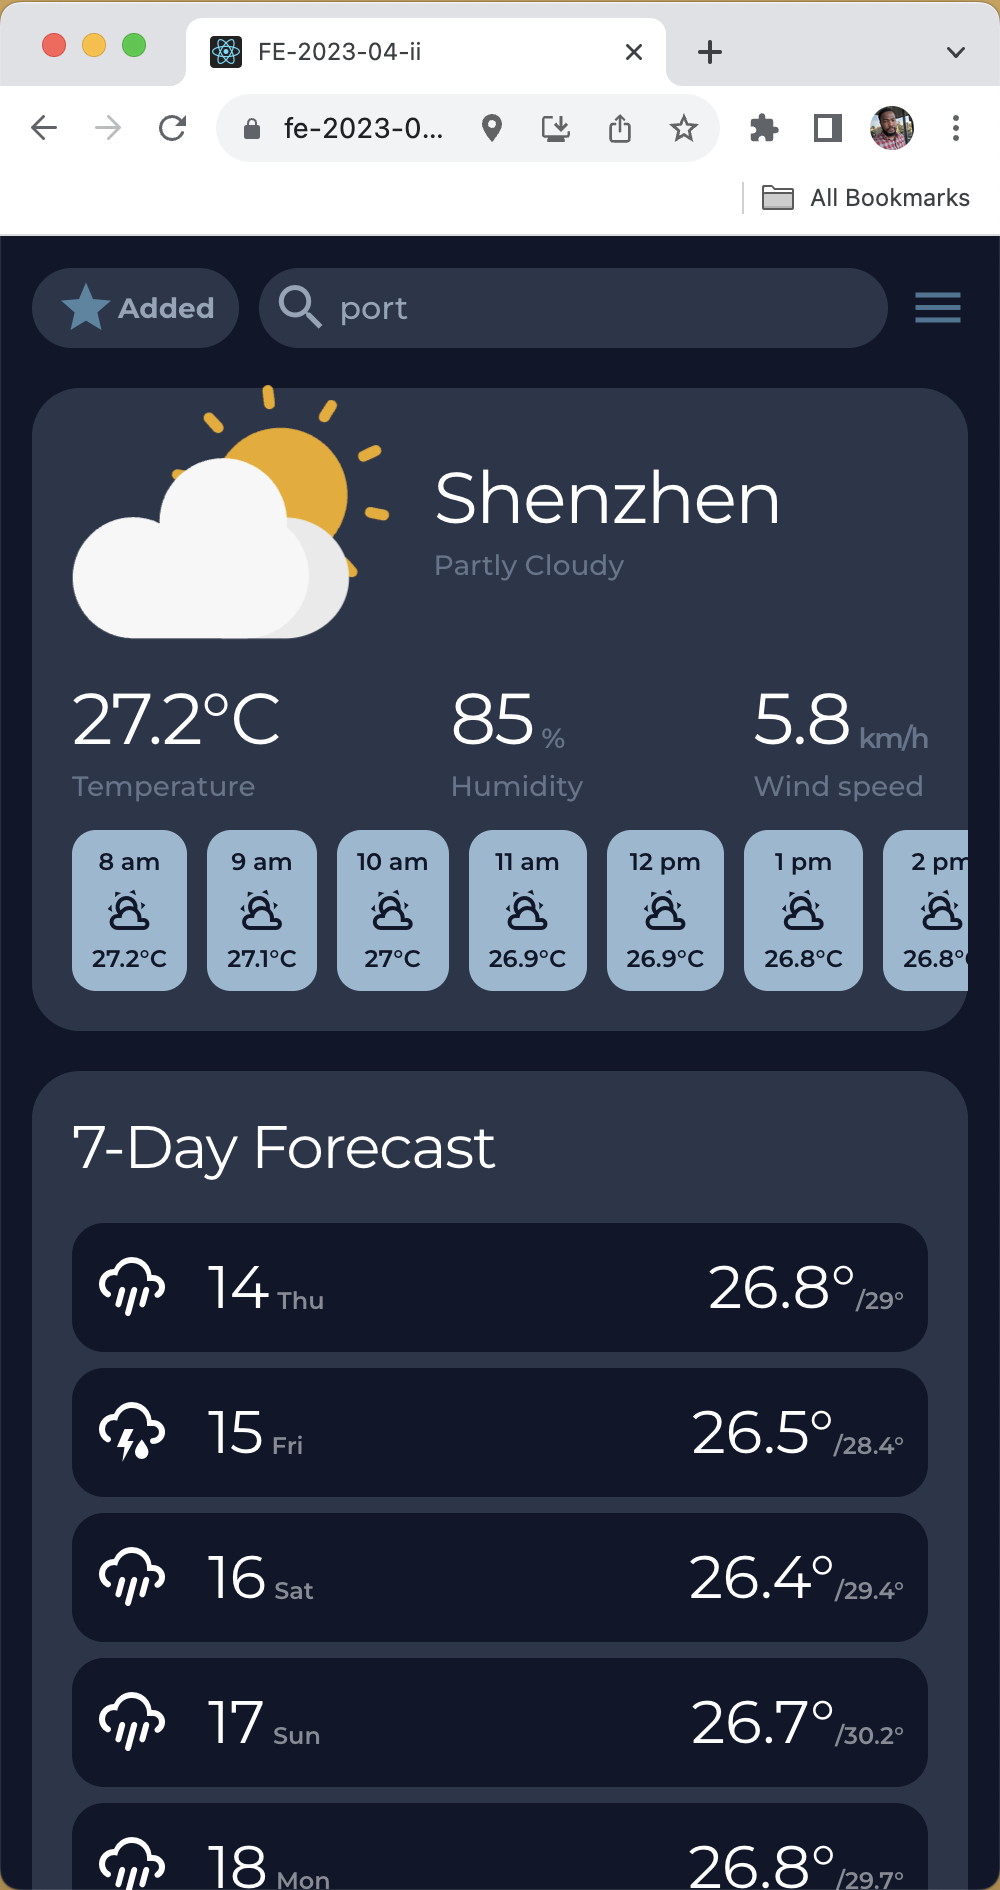 FE-2023-04-ii
fe-2023-0...
All Bookmarks
Added
port
Shenzhen
Partly Cloudy
27.2°C 85 % 5.8 km/h
Temperature Humidity Wind speed
8 am 9 am 10 am 11 am 12 pm 1 pm 2 pm
27.2°C 27.1°C 27°C 26.9°C 26.9°C 26.8°C 26.8°
7-Day Forecast
14 Thu 26.8°/29°
15 Fri 26.5°/28.4°
16 Sat 26.4°/29.4°
17 Sun 26.7°/30.2°
18 Mon 26.8°/29.7°